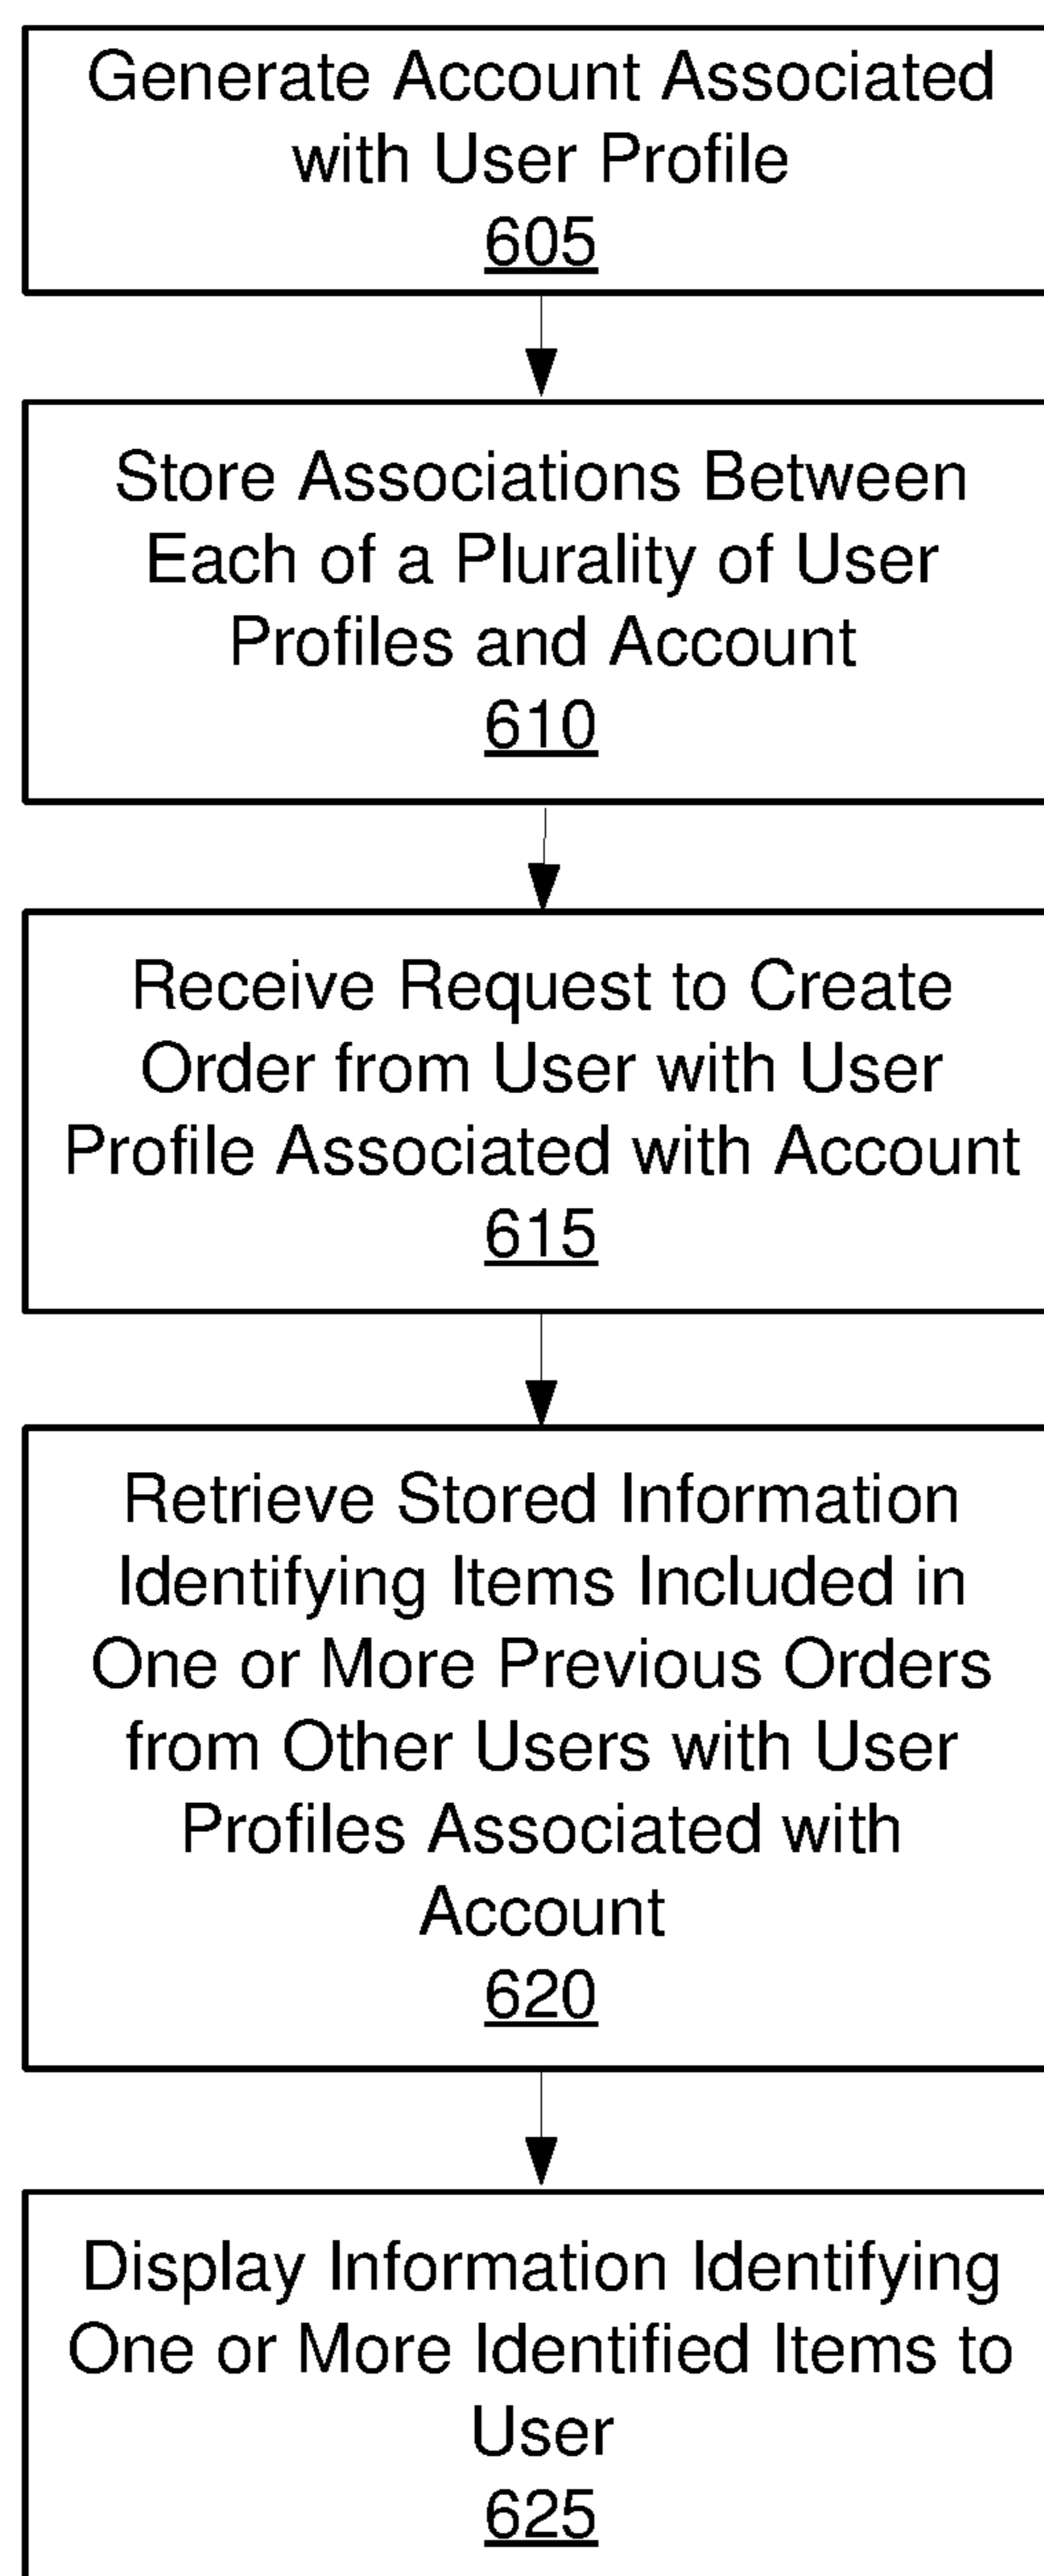 Generate Account Associated
with User Profile
605
Store Associations Between
Each of a Plurality of User
Profiles and Account
610
Receive Request to Create
Order from User with User
Profile Associated with Account
615
Retrieve Stored Information
Identifying Items Included in
One or More Previous Orders
from Other Users with User
Profiles Associated with
Account
620
Display Information Identifying
One or More Identified Items to
User
625